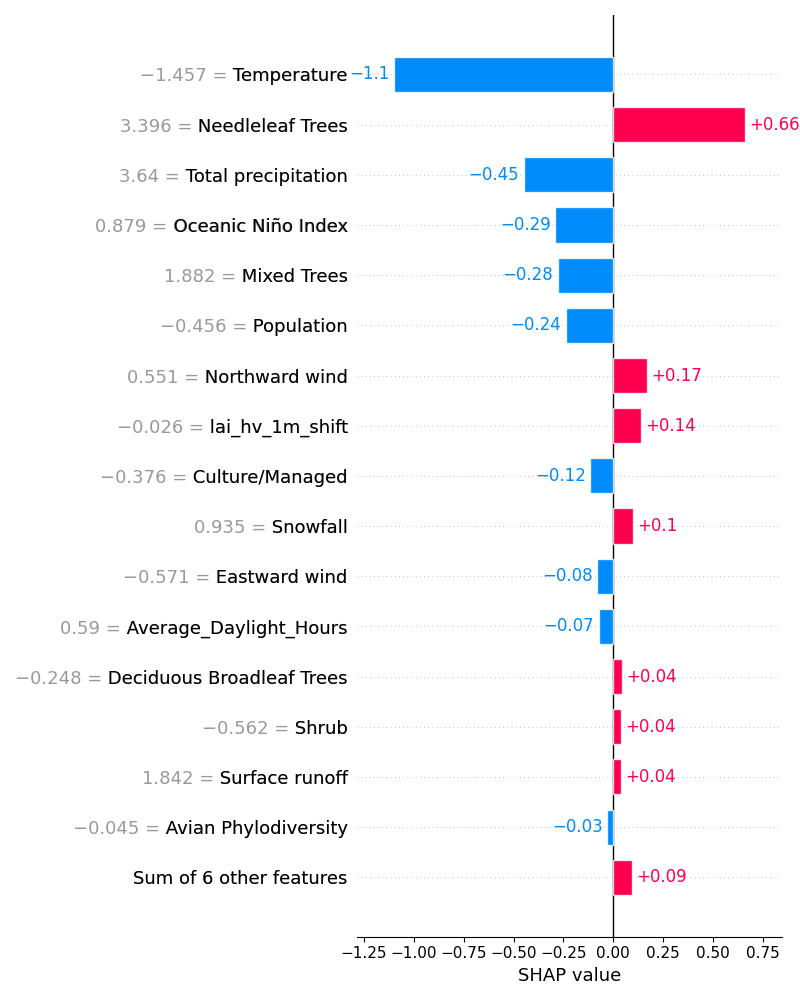 −1.457 = Temperature −1.1
3.396 = Needleleaf Trees +0.66
3.64 = Total precipitation −0.45
0.879 = Oceanic Niño Index −0.29
1.882 = Mixed Trees −0.28
−0.456 = Population −0.24
0.551 = Northward wind +0.17
−0.026 = lai_hv_1m_shift +0.14
−0.376 = Culture/Managed −0.12
0.935 = Snowfall +0.1
−0.571 = Eastward wind −0.08
0.59 = Average_Daylight_Hours −0.07
−0.248 = Deciduous Broadleaf Trees +0.04
−0.562 = Shrub +0.04
1.842 = Surface runoff +0.04
−0.045 = Avian Phylodiversity −0.03
Sum of 6 other features +0.09
−1.25 −1.00 −0.75 −0.50 −0.25 0.00 0.25 0.50 0.75
SHAP value